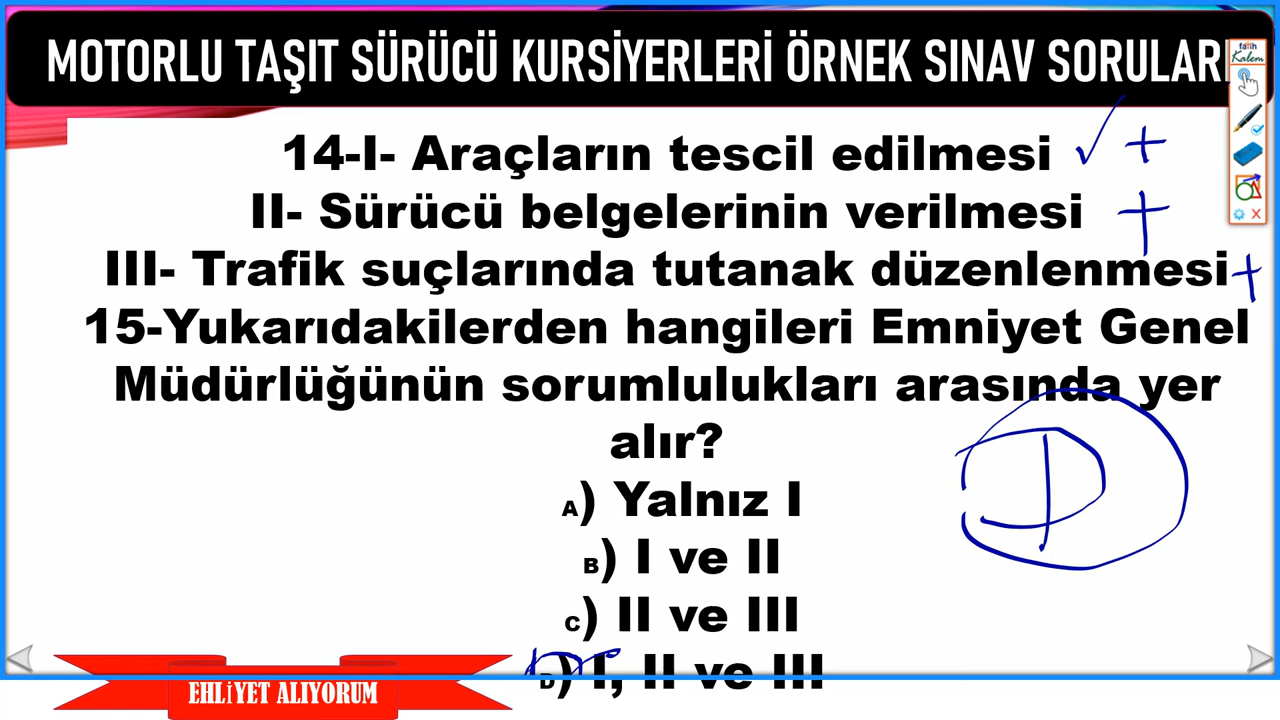 MOTORLU TAŞIT SÜRÜCÜ KURSİYERLERİ ÖRNEK SINAV SORULARI
fatih
Kalem
14-I- Araçların tescil edilmesi ✓ +
II- Sürücü belgelerinin verilmesi +
III- Trafik suçlarında tutanak düzenlenmesi +
15-Yukarıdakilerden hangileri Emniyet Genel
Müdürlüğünün sorumlulukları arasında yer
alır?
A) Yalnız I
B) I ve II
C) II ve III
D) I, II ve III
D
EHLİYET ALIYORUM